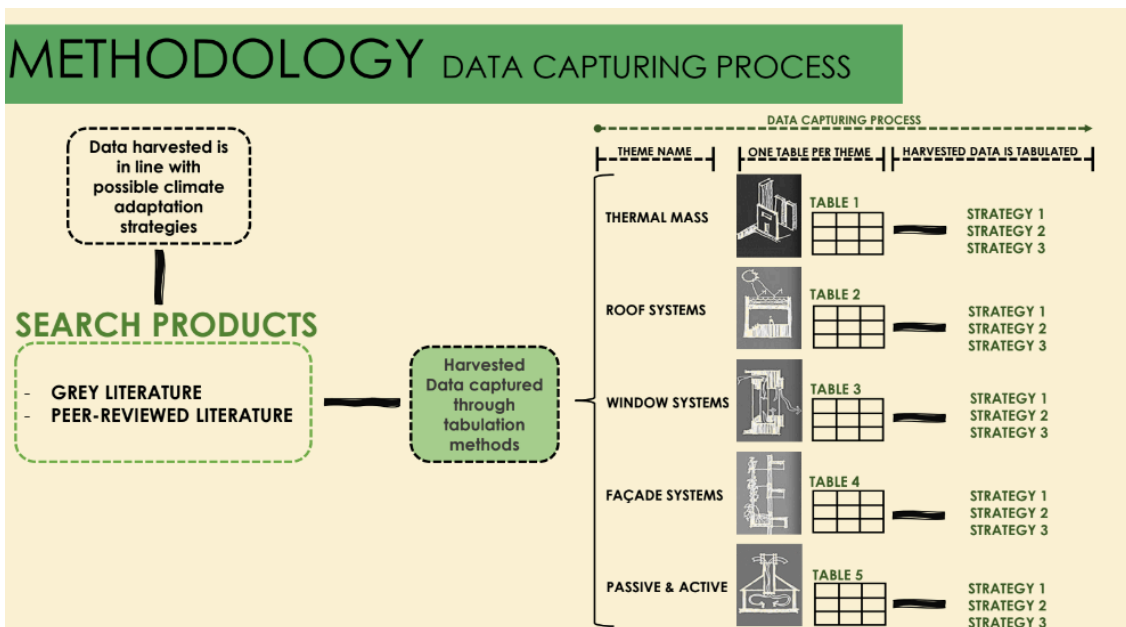 METHODOLOGY DATA CAPTURING PROCESS
Data harvested is
in line with
possible climate
adaptation
strategies
SEARCH PRODUCTS
- GREY LITERATURE
- PEER-REVIEWED LITERATURE
Harvested
Data captured
through
tabulation
methods
DATA CAPTURING PROCESS
THEME NAME
ONE TABLE PER THEME
HARVESTED DATA IS TABULATED
THERMAL MASS
TABLE 1
STRATEGY 1
STRATEGY 2
STRATEGY 3
ROOF SYSTEMS
TABLE 2
STRATEGY 1
STRATEGY 2
STRATEGY 3
WINDOW SYSTEMS
TABLE 3
STRATEGY 1
STRATEGY 2
STRATEGY 3
FAÇADE SYSTEMS
TABLE 4
STRATEGY 1
STRATEGY 2
STRATEGY 3
PASSIVE & ACTIVE
TABLE 5
STRATEGY 1
STRATEGY 2
STRATEGY 3